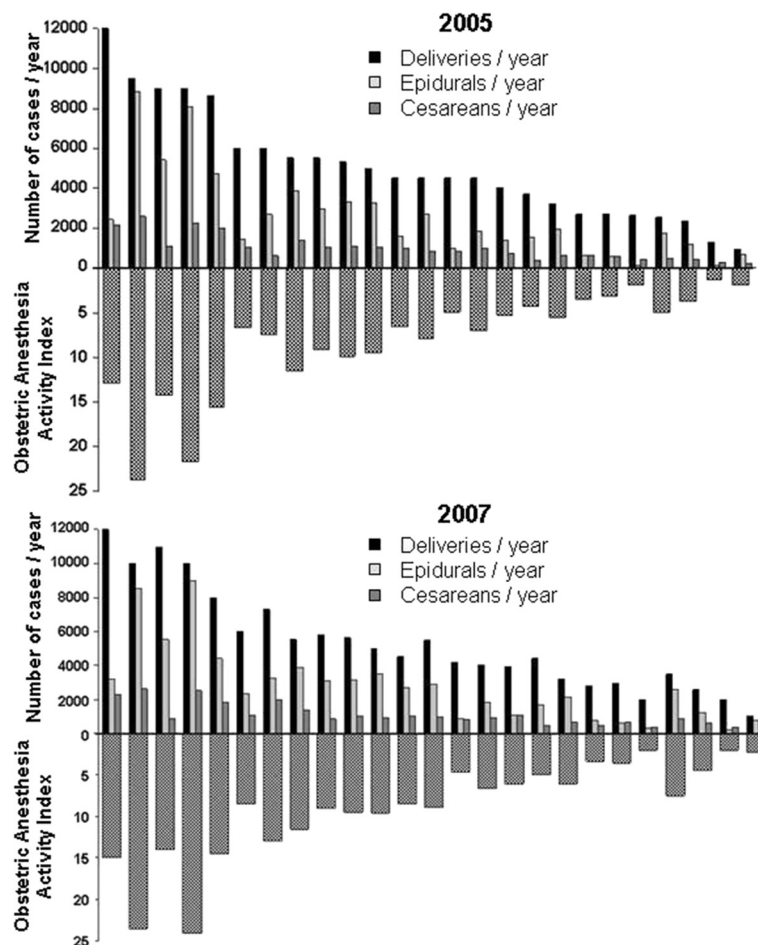 2005
Deliveries / year
Epidurals / year
Cesareans / year
Number of cases / year
12000
10000
8000
6000
4000
2000
0
Obstetric Anesthesia
Activity Index
5
10
15
20
25
2007
Deliveries / year
Epidurals / year
Cesareans / year
Number of cases / year
12000
10000
8000
6000
4000
2000
0
Obstetric Anesthesia
Activity Index
5
10
15
20
25